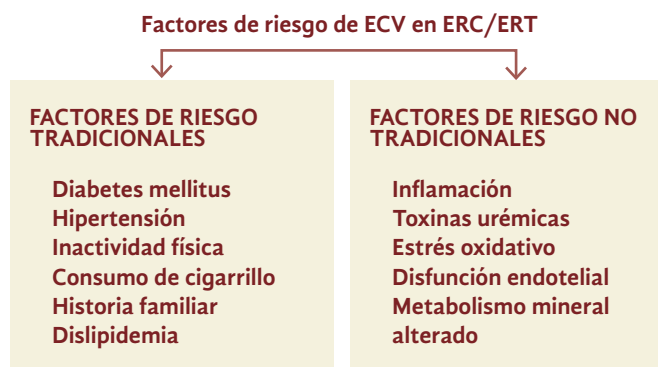 Factores de riesgo de ECV en ERC/ERT
FACTORES DE RIESGO
TRADICIONALES
Diabetes mellitus
Hipertensión
Inactividad física
Consumo de cigarrillo
Historia familiar
Dislipidemia
FACTORES DE RIESGO NO
TRADICIONALES
Inflamación
Toxinas urémicas
Estrés oxidativo
Disfunción endotelial
Metabolismo mineral
alterado